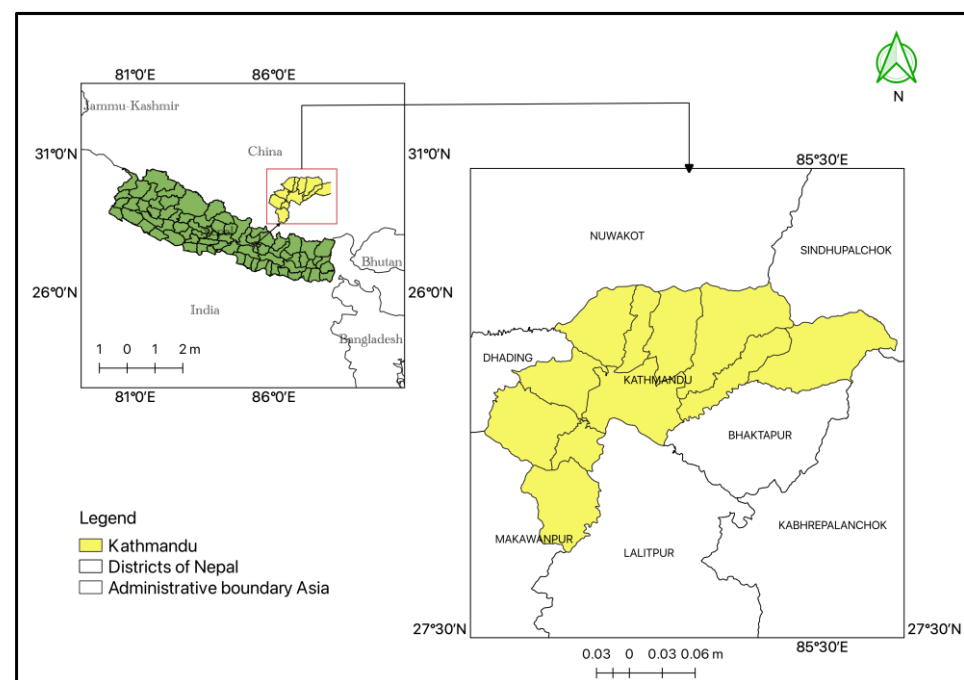 N
81°0′E 86°0′E
Jammu-Kashmir
China
31°0′N 31°0′N
Bhutan
26°0′N 26°0′N
India
Bangladesh
1 0 1 2 m
81°0′E 86°0′E
85°30′E
NUWAKOT
SINDHUPALCHOK
DHADING
KATHMANDU
BHAKTAPUR
KABHREPALANCHOK
MAKAWANPUR
LALITPUR
27°30′N 27°30′N
85°30′E
0.03 0 0.03 0.06 m
Legend
Kathmandu
Districts of Nepal
Administrative boundary Asia